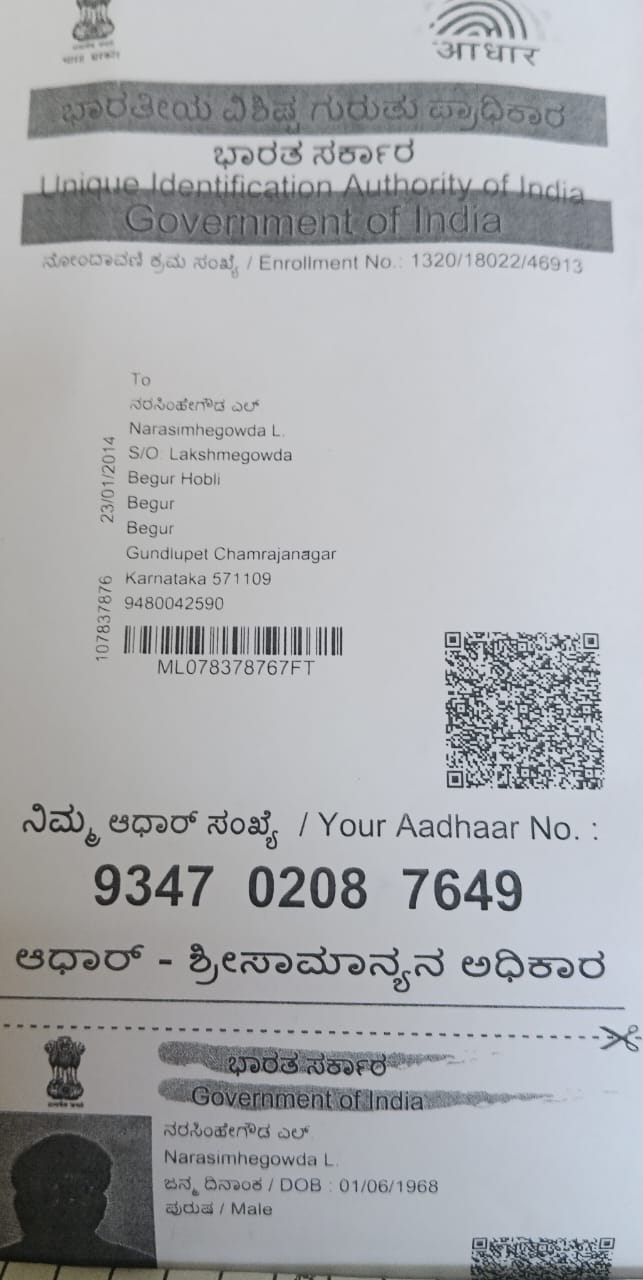 भारत सरकार
आधार
ಭಾರತೀಯ ವಿಶಿಷ್ಟ ಗುರುತು ಪ್ರಾಧಿಕಾರ
ಭಾರತ ಸರ್ಕಾರ
Unique Identification Authority of India
Government of India
ನೋಂದಾವಣಿ ಕ್ರಮ ಸಂಖ್ಯೆ / Enrollment No.: 1320/18022/46913
To
ನರಸಿಂಹೇಗೌಡ ಎಲ್
Narasimhegowda L.
S/O: Lakshmegowda
Begur Hobli
Begur
Begur
Gundlupet Chamrajanagar
Karnataka 571109
9480042590
23/01/2014
107837876
ML078378767FT
ನಿಮ್ಮ ಆಧಾರ್ ಸಂಖ್ಯೆ / Your Aadhaar No. :
9347 0208 7649
ಆಧಾರ್ - ಶ್ರೀಸಾಮಾನ್ಯನ ಅಧಿಕಾರ
ಭಾರತ ಸರ್ಕಾರ
Government of India
ನರಸಿಂಹೇಗೌಡ ಎಲ್
Narasimhegowda L.
ಜನ್ಮ ದಿನಾಂಕ / DOB : 01/06/1968
ಪುರುಷ / Male